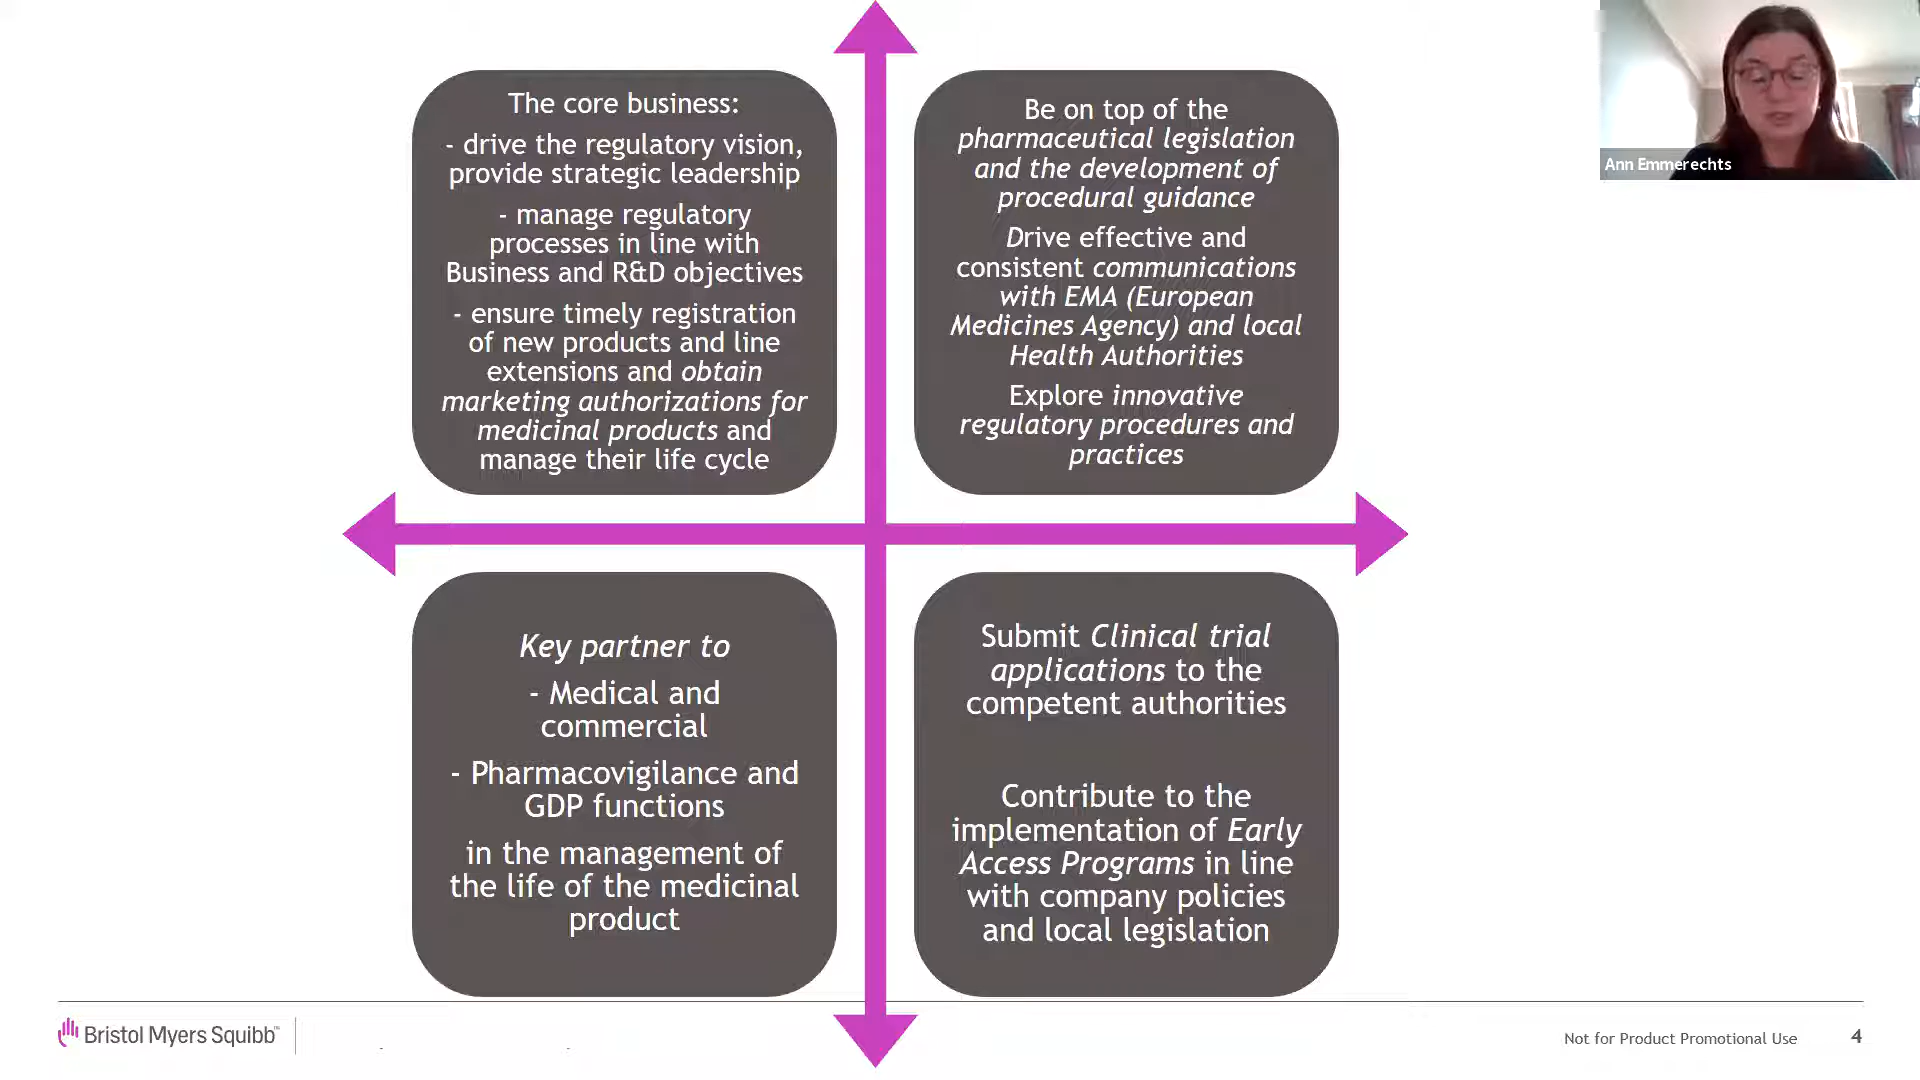 The core business:
- drive the regulatory vision,
provide strategic leadership
- manage regulatory
processes in line with
Business and R&D objectives
- ensure timely registration
of new products and line
extensions and obtain
marketing authorizations for
medicinal products and
manage their life cycle
Be on top of the
pharmaceutical legislation
and the development of
procedural guidance
Drive effective and
consistent communications
with EMA (European
Medicines Agency) and local
Health Authorities
Explore innovative
regulatory procedures and
practices
Key partner to
- Medical and
commercial
- Pharmacovigilance and
GDP functions
in the management of
the life of the medicinal
product
Submit Clinical trial
applications to the
competent authorities
Contribute to the
implementation of Early
Access Programs in line
with company policies
and local legislation
Ann Emmerechts
Bristol Myers Squibb™
Not for Product Promotional Use
4